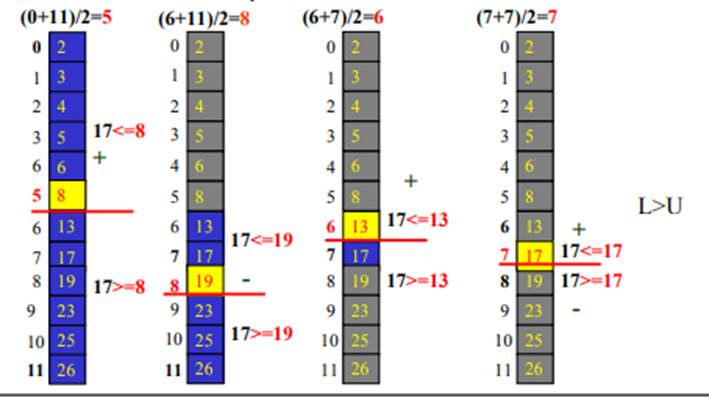 (0+11)/2=5
0 2
1 3
2 4
3 5 17<=8
6 6 +
5 8
6 13
7 17
8 19 17>=8
9 23
10 25
11 26
(6+11)/2=8
0 2
1 3
2 4
3 5
4 6
5 8
6 13 17<=19
7 17
8 19 -
9 23
10 25 17>=19
11 26
(6+7)/2=6
0 2
1 3
2 4
3 5
4 6
5 8 +
6 13 17<=13
7 17
8 19 17>=13
9 23
10 25
11 26
(7+7)/2=7
0 2
1 3
2 4
3 5
4 6
5 8
6 13 +
7 17 17<=17
8 19 17>=17
9 23 -
10 25
11 26
L>U